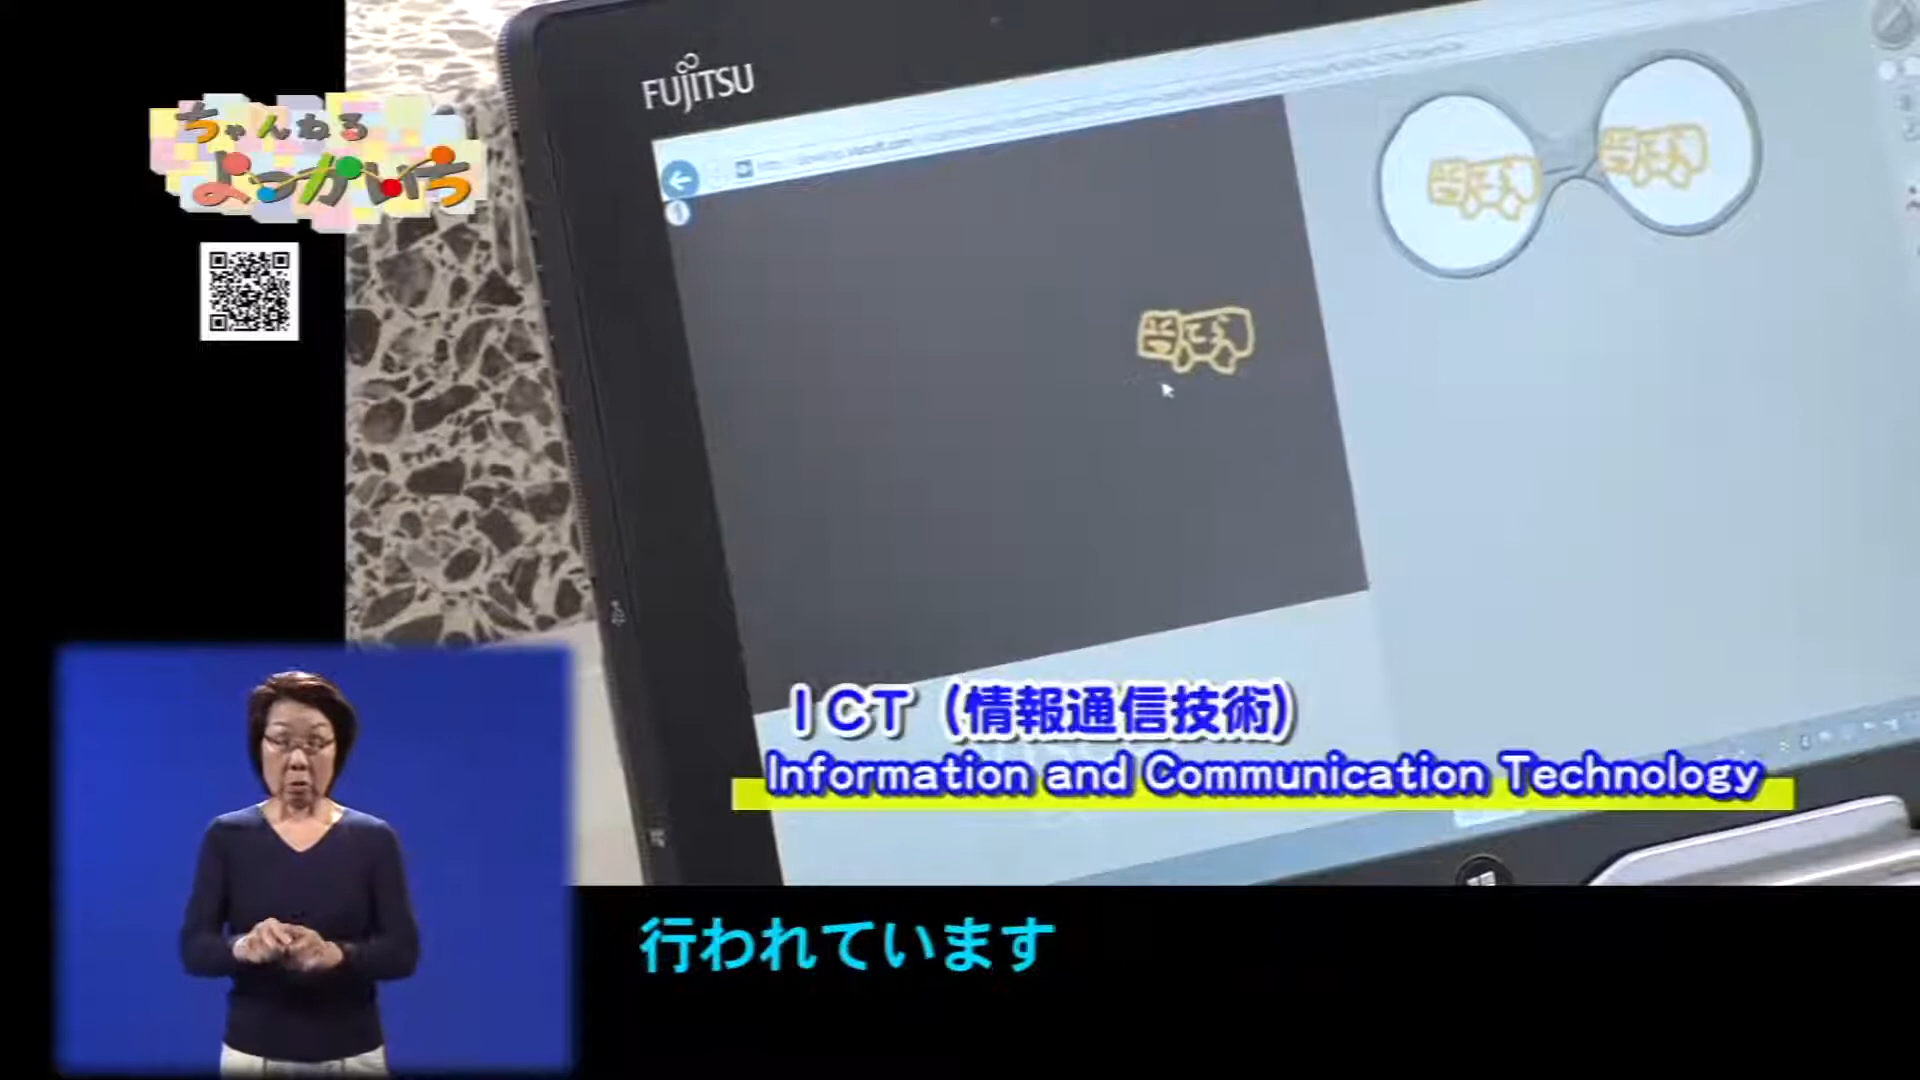 FUJITSU
ちゃんねる
よっかいち
ICT(情報通信技術)
Information and Communication Technology
行われています